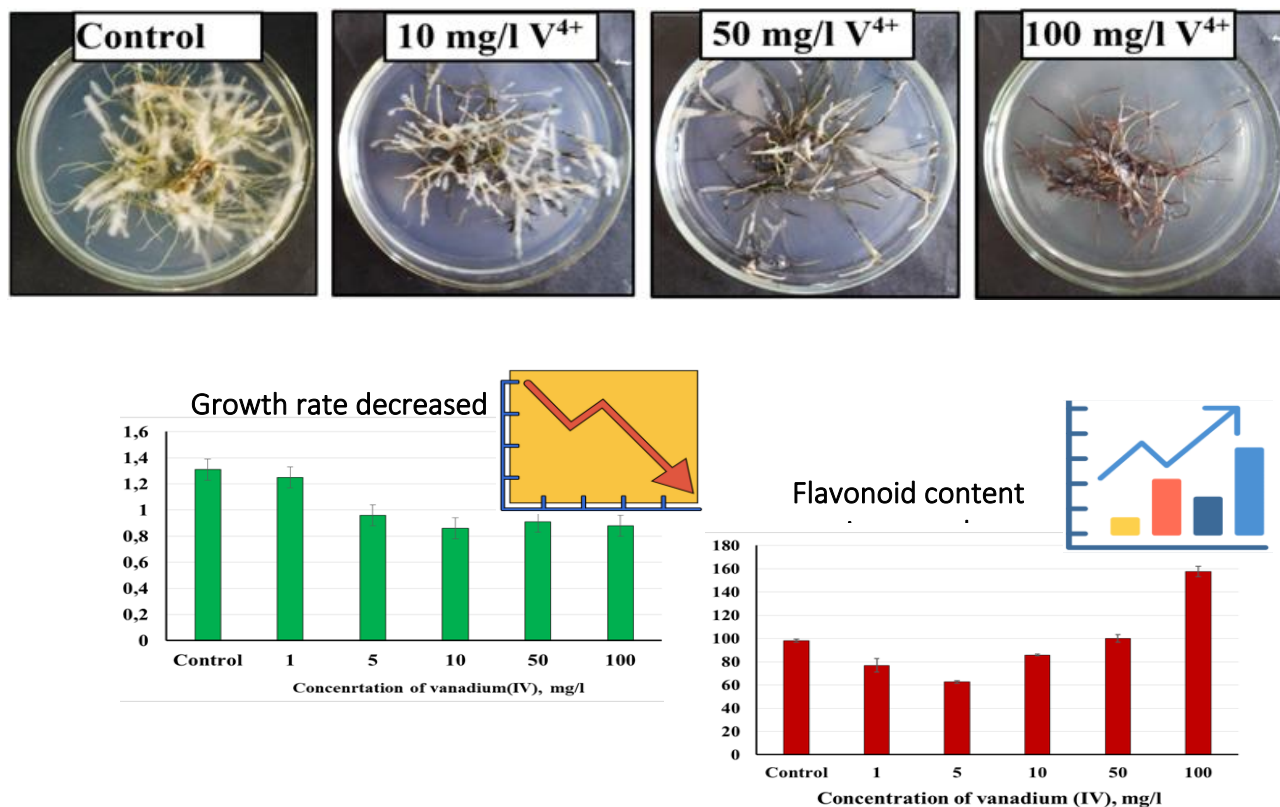 Control
10 mg/l V⁴⁺
50 mg/l V⁴⁺
100 mg/l V⁴⁺
Growth rate decreased
1,6
1,4
1,2
1
0,8
0,6
0,4
0,2
0
Control 1 5 10 50 100
Concenrtation of vanadium(IV), mg/l
Flavonoid content
180
160
140
120
100
80
60
40
20
0
Control 1 5 10 50 100
Concentration of vanadium (IV), mg/l